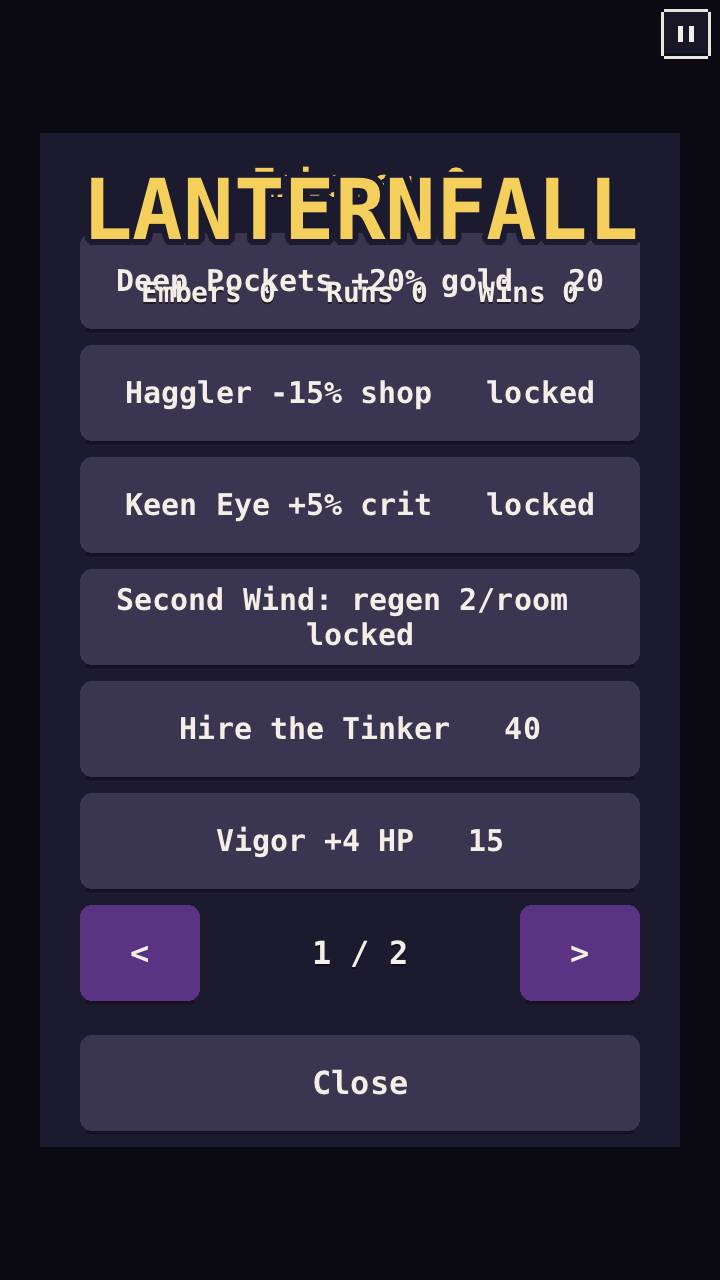 LANTERNFALL
Deep Pockets +20% gold 20
Embers 0 Runs 0 Wins 0
Haggler -15% shop locked
Keen Eye +5% crit locked
Second Wind: regen 2/room
locked
Hire the Tinker 40
Vigor +4 HP 15
< 1 / 2 >
Close